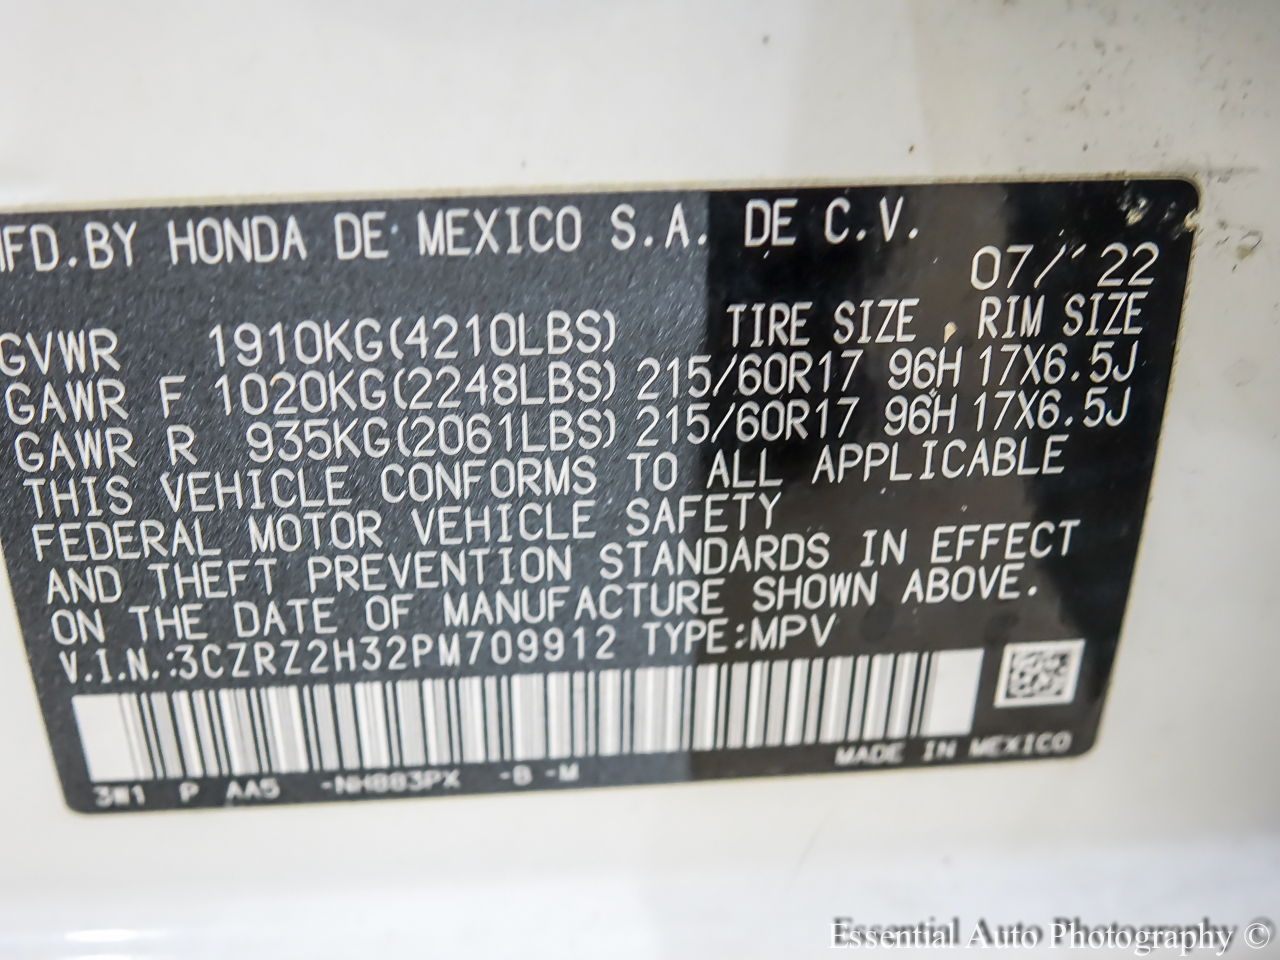 MFD.BY HONDA DE MEXICO S.A. DE C.V.
07/22
GVWR 1910KG(4210LBS) TIRE SIZE RIM SIZE
GAWR F 1020KG(2248LBS) 215/60R17 96H 17X6.5J
GAWR R 935KG(2061LBS) 215/60R17 96H 17X6.5J
THIS VEHICLE CONFORMS TO ALL APPLICABLE
FEDERAL MOTOR VEHICLE SAFETY
AND THEFT PREVENTION STANDARDS IN EFFECT
ON THE DATE OF MANUFACTURE SHOWN ABOVE.
V.I.N.:3CZRZ2H32PM709912 TYPE:MPV
MADE IN MEXICO
3W1 P AA5 -NH883PX -B -M
Essential Auto Photography ©